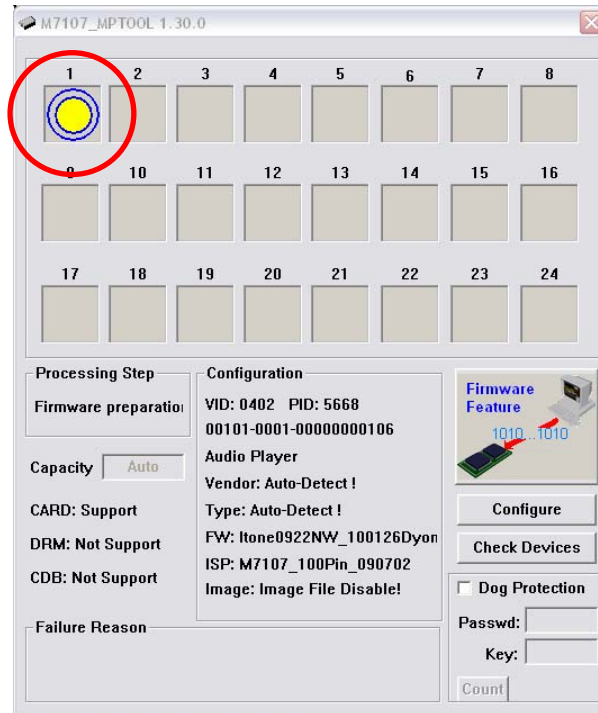 M7107_MPTOOL 1.30.0
1 2 3 4 5 6 7 8
9 10 11 12 13 14 15 16
17 18 19 20 21 22 23 24
Processing Step
Firmware preparatio
Capacity Auto
CARD: Support
DRM: Not Support
CDB: Not Support
Configuration
VID: 0402 PID: 5668
00101-0001-00000000106
Audio Player
Vendor: Auto-Detect !
Type: Auto-Detect !
FW: Itone0922NW_100126Dyon
ISP: M7107_100Pin_090702
Image: Image File Disable!
Firmware
Feature
1010...1010
Configure
Check Devices
Dog Protection
Passwd:
Key:
Count
Failure Reason